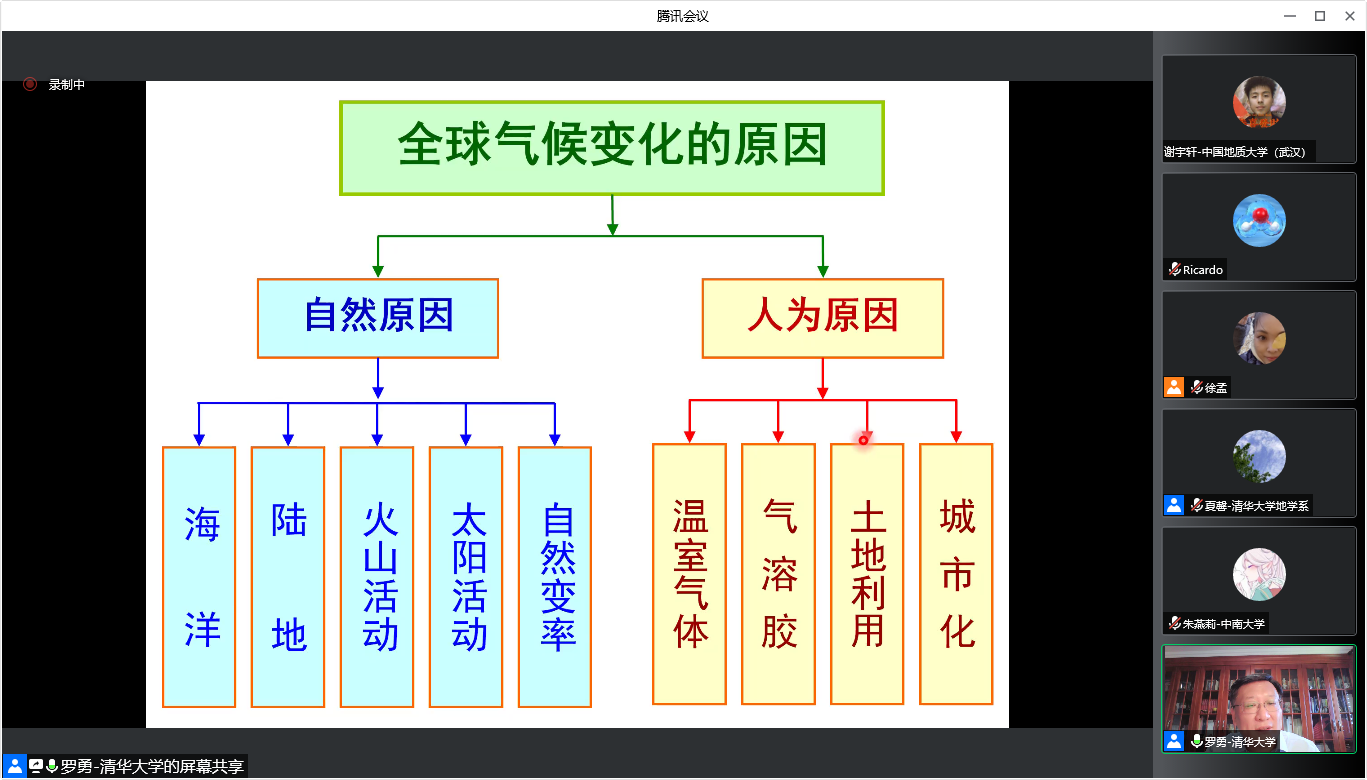 腾讯会议
录制中
全球气候变化的原因
自然原因
人为原因
海洋
陆地
火山活动
太阳活动
自然变率
温室气体
气溶胶
土地利用
城市化
谢宇轩-中国地质大学（武汉）
Ricardo
徐孟
夏馨-清华大学地学系
朱燕莉-中南大学
罗勇-清华大学
罗勇-清华大学的屏幕共享